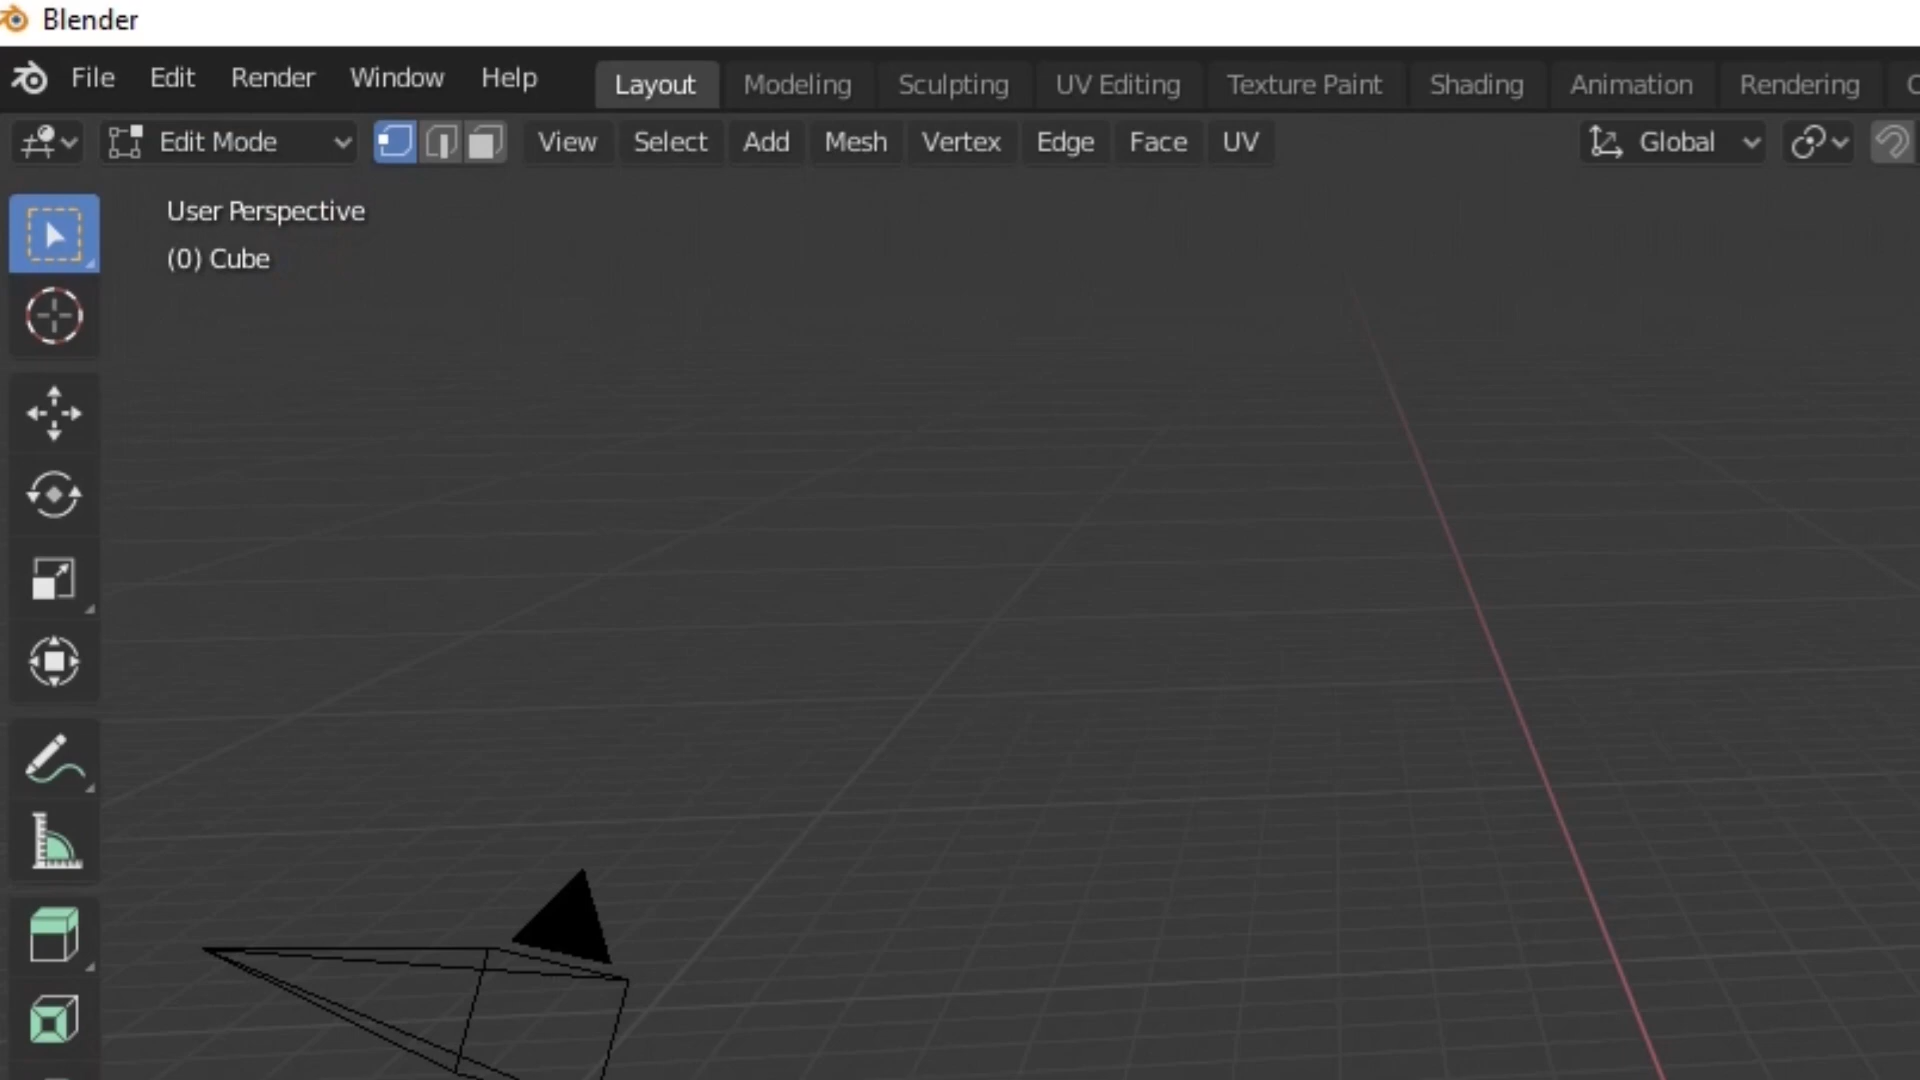 Blender
File Edit Render Window Help Layout Modeling Sculpting UV Editing Texture Paint Shading Animation Rendering
Edit Mode View Select Add Mesh Vertex Edge Face UV Global
User Perspective
(0) Cube